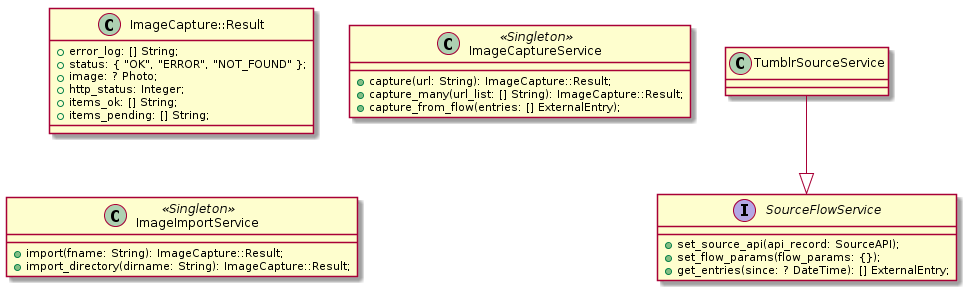 C ImageCapture::Result
error_log: [] String;
status: { "OK", "ERROR", "NOT_FOUND" };
image: ? Photo;
http_status: Integer;
items_ok: [] String;
items_pending: [] String;
C «Singleton»
ImageCaptureService
capture(url: String): ImageCapture::Result;
capture_many(url_list: [] String): ImageCapture::Result;
capture_from_flow(entries: [] ExternalEntry);
C TumblrSourceService
C «Singleton»
ImageImportService
import(fname: String): ImageCapture::Result;
import_directory(dirname: String): ImageCapture::Result;
I SourceFlowService
set_source_api(api_record: SourceAPI);
set_flow_params(flow_params: {});
get_entries(since: ? DateTime): [] ExternalEntry;